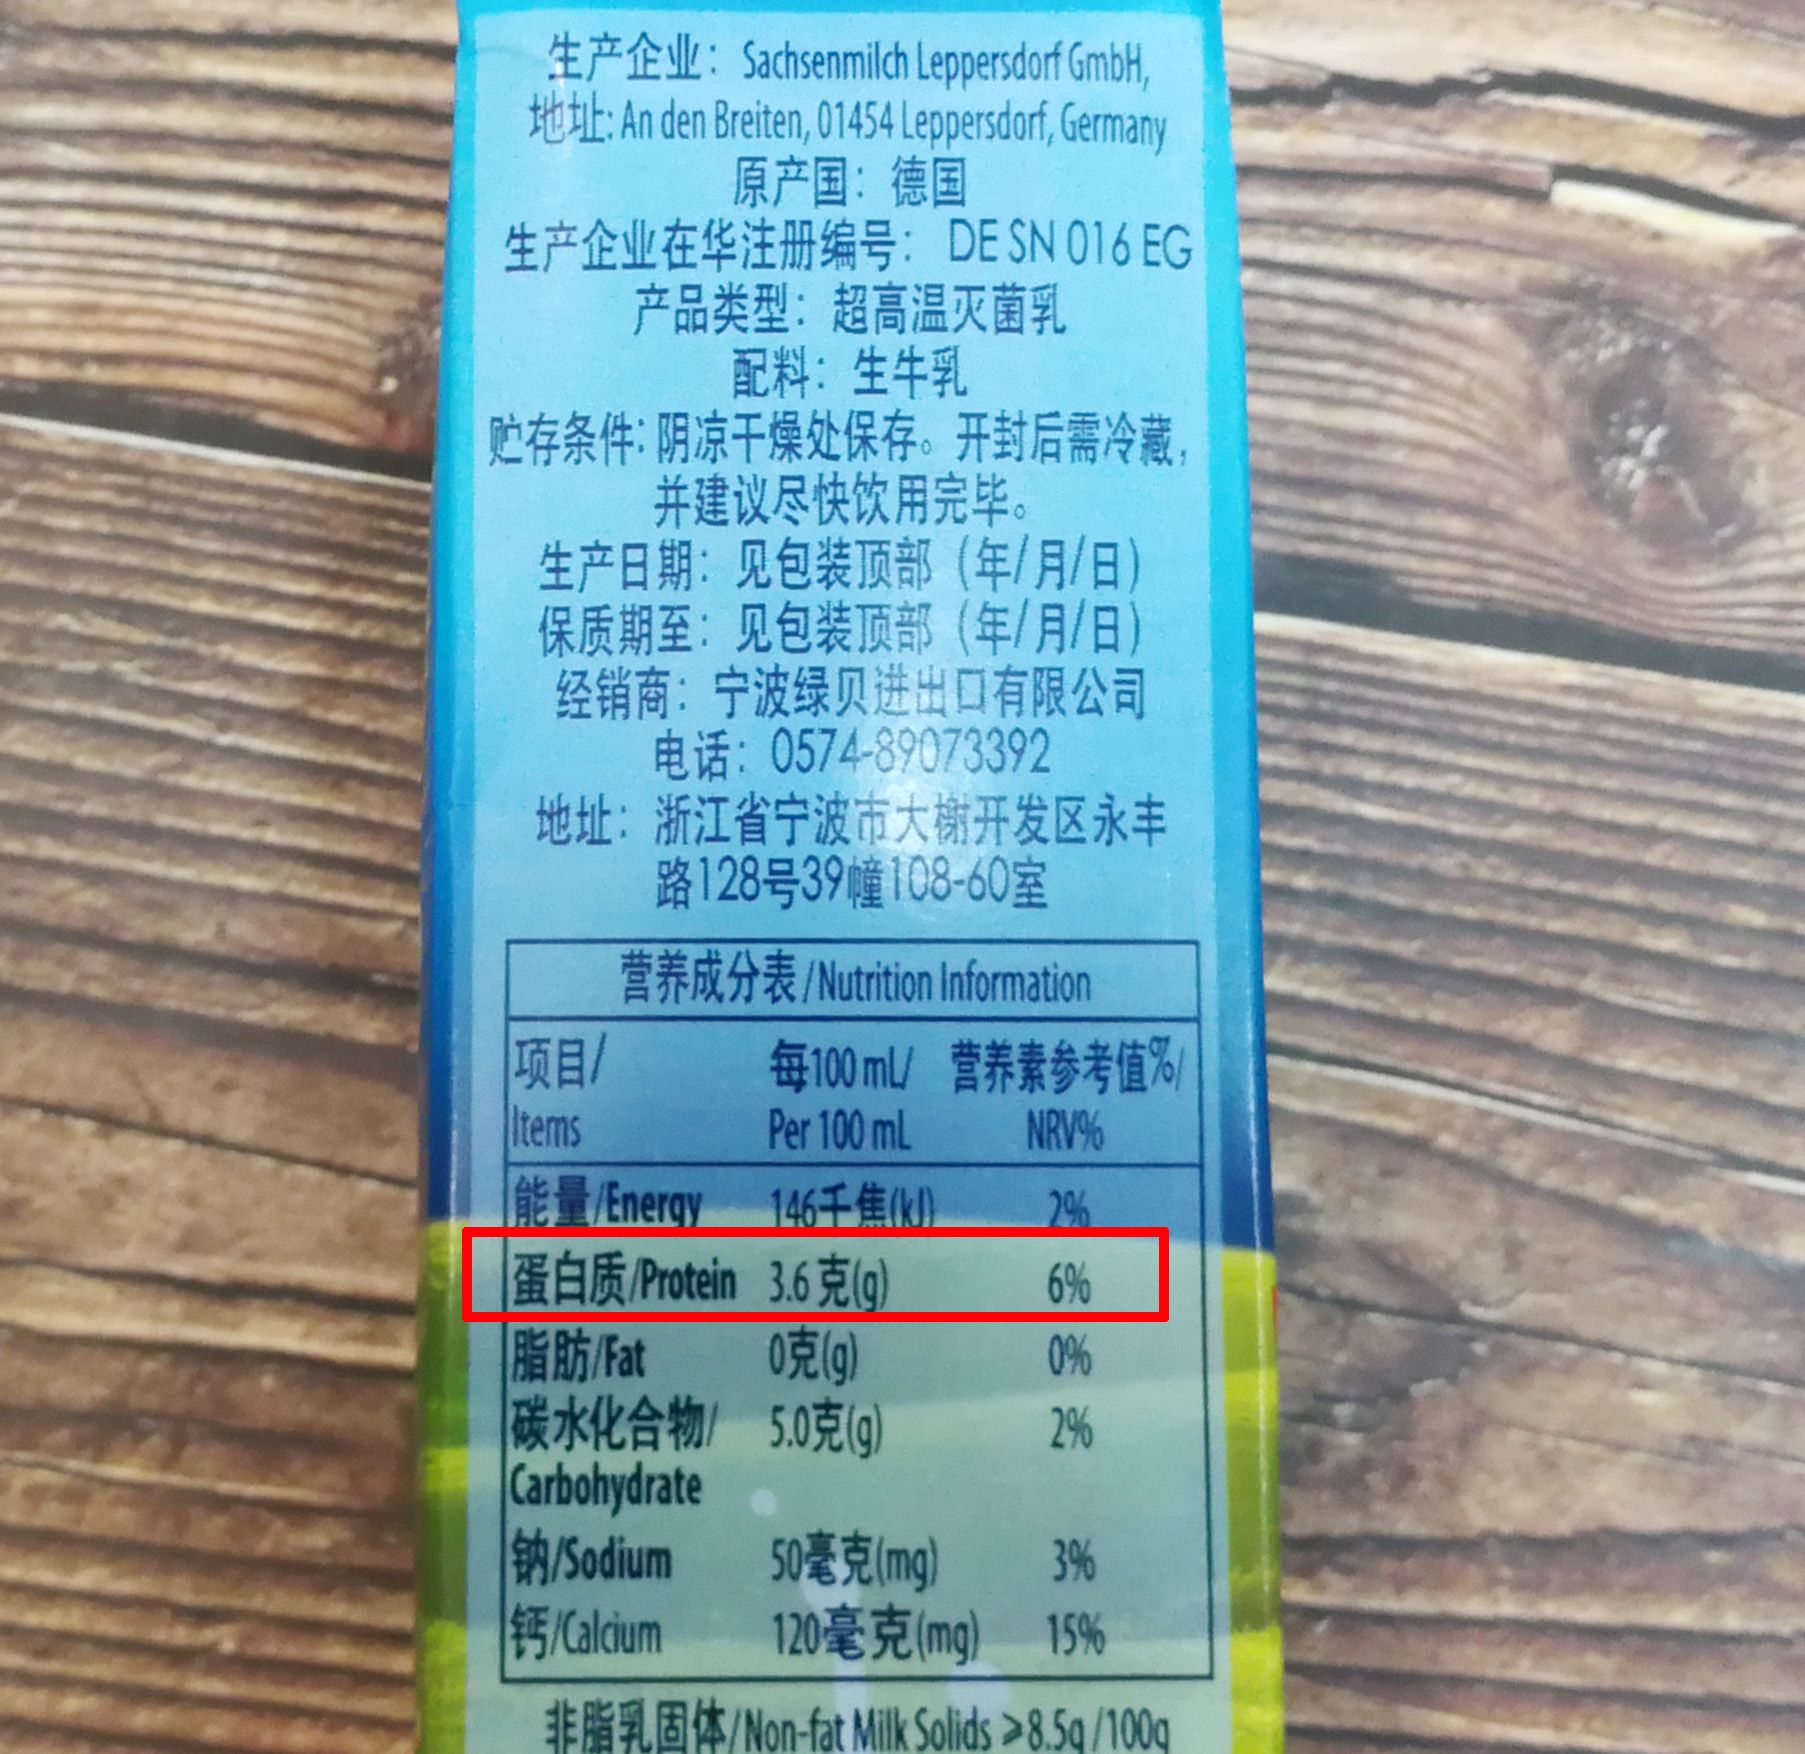 生产企业：Sachsenmilch Leppersdorf GmbH,
地址: An den Breiten, 01454 Leppersdorf, Germany
原产国：德国
生产企业在华注册编号： DE SN 016 EG
产品类型：超高温灭菌乳
配料：生牛乳
贮存条件: 阴凉干燥处保存。开封后需冷藏，
并建议尽快饮用完毕。
生产日期：见包装顶部（年/月/日）
保质期至：见包装顶部（年/月/日）
经销商：宁波绿贝进出口有限公司
电话：0574-89073392
地址：浙江省宁波市大榭开发区永丰
路128号39幢108-60室
营养成分表/Nutrition Information
项目/ 每100 mL/ 营养素参考值%/
Items Per 100 mL NRV%
能量/Energy 146千焦(kJ) 2%
蛋白质/Protein 3.6 克(g) 6%
脂肪/Fat 0克(g) 0%
碳水化合物/ 5.0克(g) 2%
Carbohydrate
钠/Sodium 50毫克(mg) 3%
钙/Calcium 120毫克(mg) 15%
非脂乳固体/Non-fat Milk Solids ⩾8.5g /100g